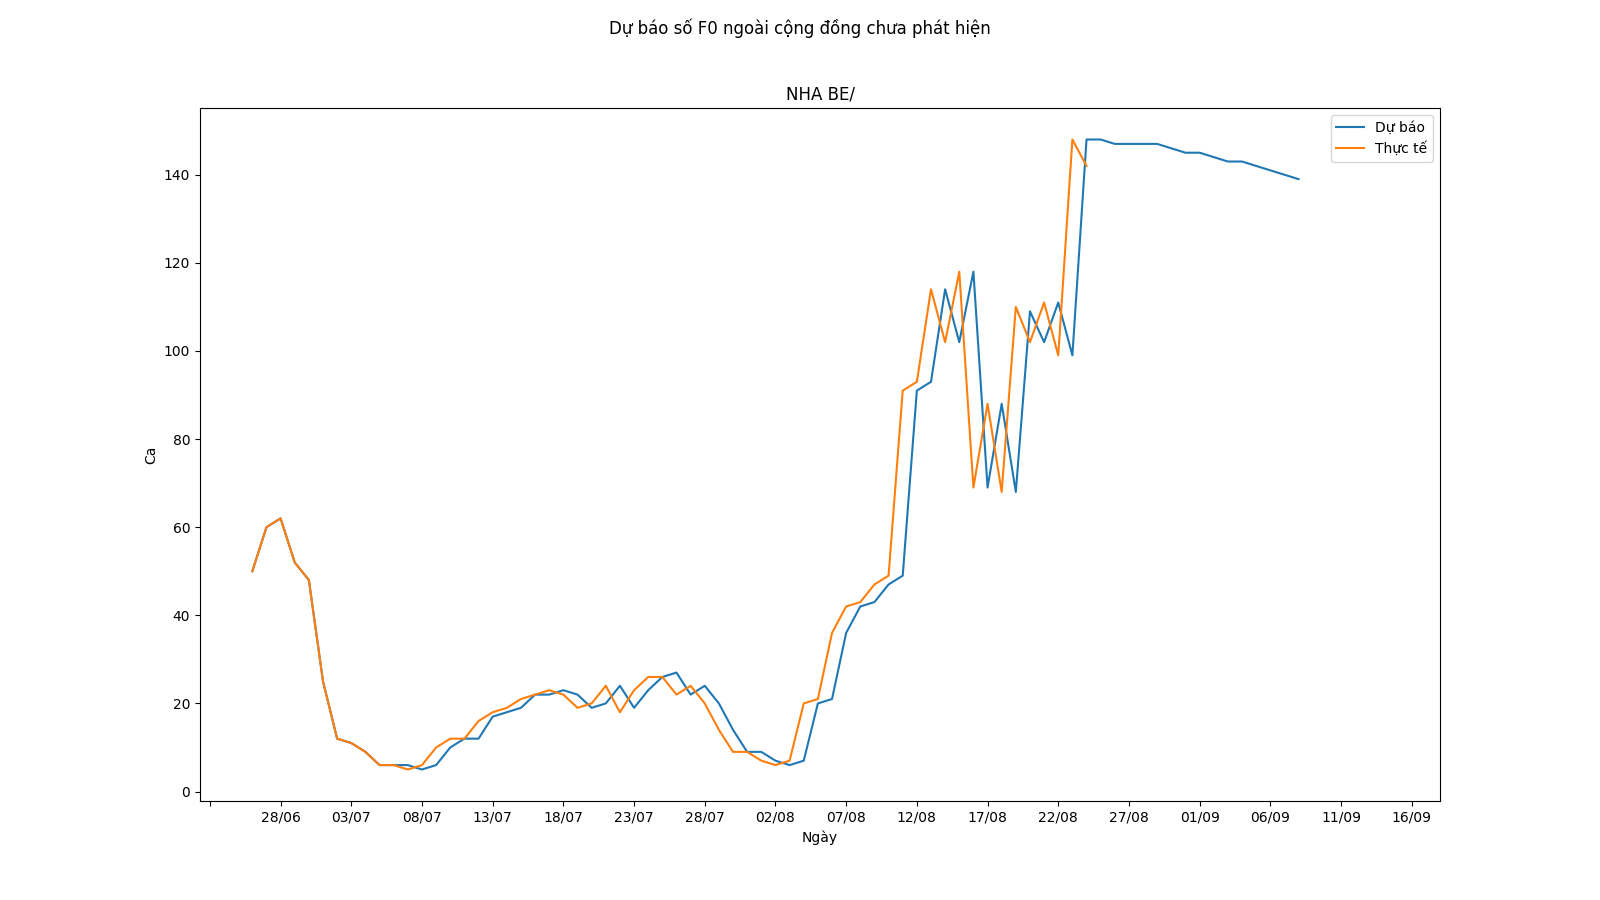 Dự báo số F0 ngoài cộng đồng chưa phát hiện
NHA BE/
Dự báo
Thực tế
140
120
100
80
60
40
20
0
Ca
28/06 03/07 08/07 13/07 18/07 23/07 28/07 02/08 07/08 12/08 17/08 22/08 27/08 01/09 06/09 11/09 16/09
Ngày